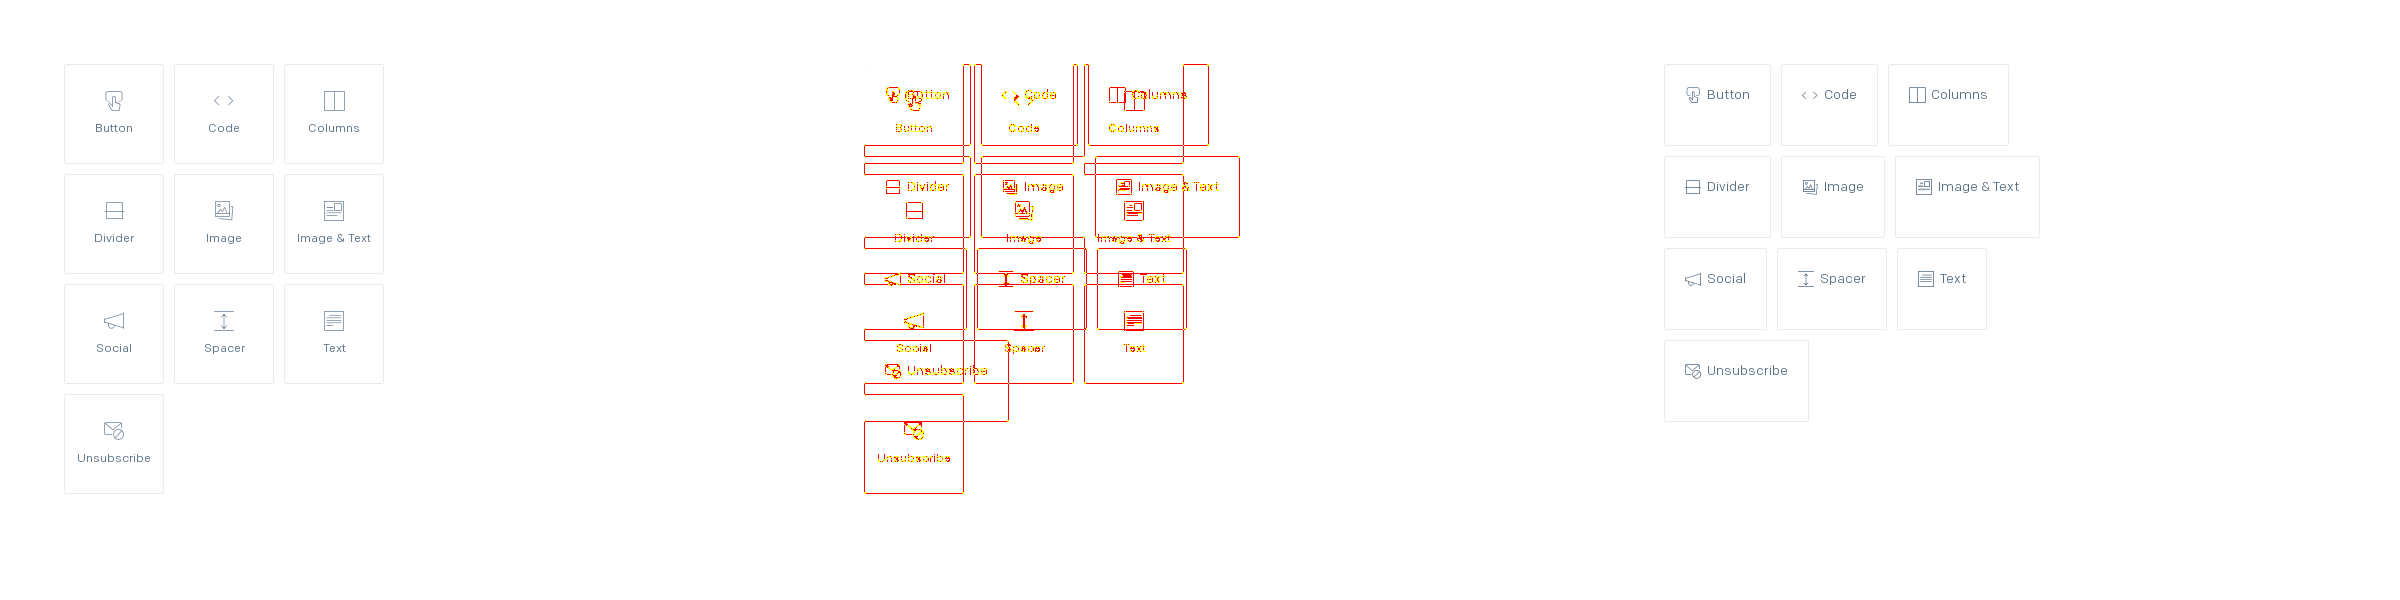 Button Code Columns
Divider Image Image & Text
Social Spacer Text
Unsubscribe
Button Code Columns
Button Code Columns
Divider Image Image & Text
Divider Image Image & Text
Social Spacer Text
Social Spacer Text
Unsubscribe
Unsubscribe
Button Code Columns
Divider Image Image & Text
Social Spacer Text
Unsubscribe